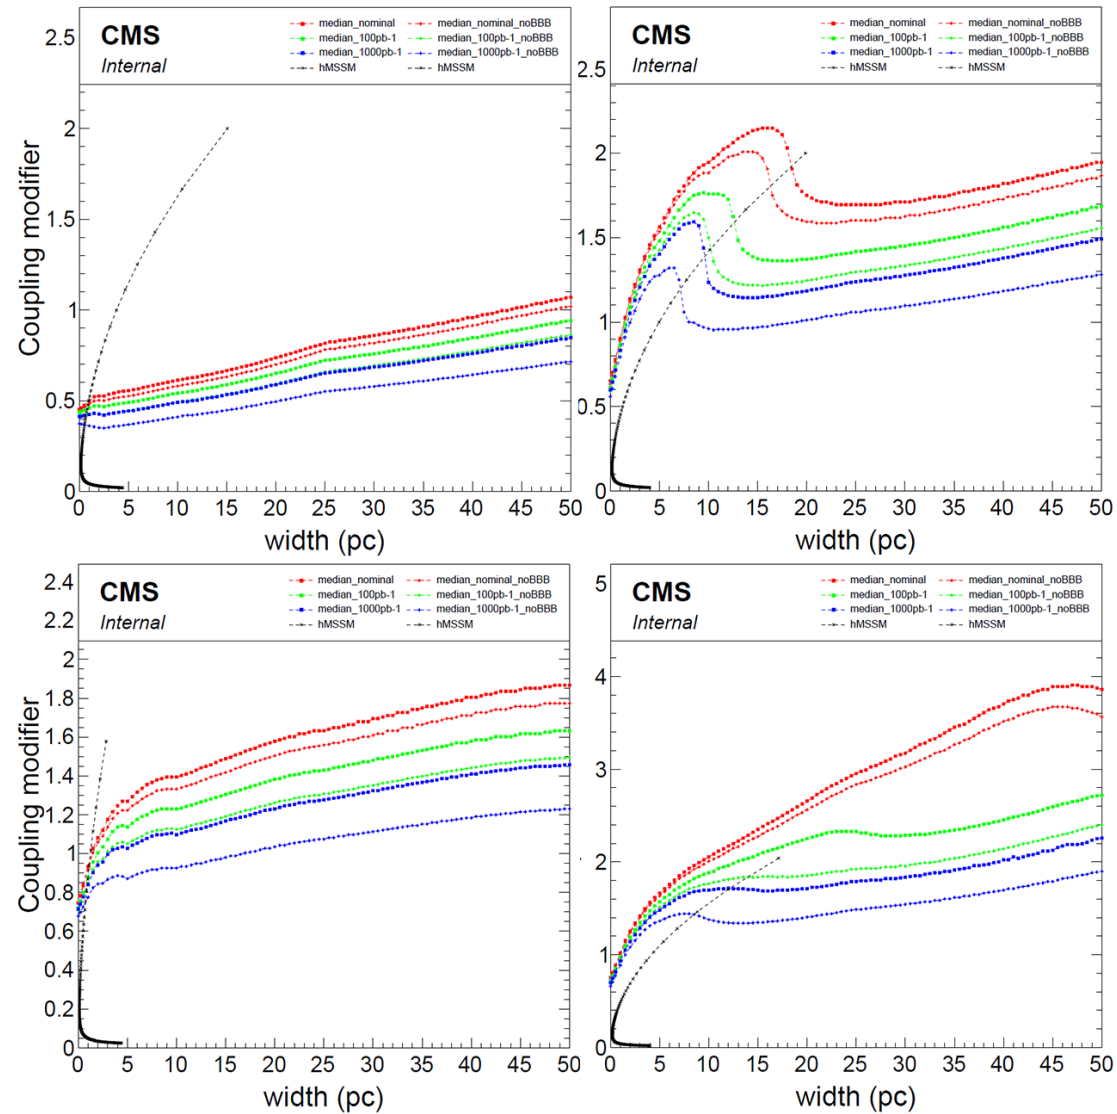 CMS
Internal
median_nominal
median_nominal_noBBB
median_100pb-1
median_100pb-1_noBBB
median_1000pb-1
median_1000pb-1_noBBB
hMSSM
hMSSM
2.5
2
1.5
1
0.5
0
Coupling modifier
0 5 10 15 20 25 30 35 40 45 50
width (pc)
CMS
Internal
median_nominal
median_nominal_noBBB
median_100pb-1
median_100pb-1_noBBB
median_1000pb-1
median_1000pb-1_noBBB
hMSSM
hMSSM
2.5
2
1.5
1
0.5
0
0 5 10 15 20 25 30 35 40 45 50
width (pc)
CMS
Internal
median_nominal
median_nominal_noBBB
median_100pb-1
median_100pb-1_noBBB
median_1000pb-1
median_1000pb-1_noBBB
hMSSM
hMSSM
2.4
2.2
2
1.8
1.6
1.4
1.2
1
0.8
0.6
0.4
0.2
0
Coupling modifier
0 5 10 15 20 25 30 35 40 45 50
width (pc)
CMS
Internal
median_nominal
median_nominal_noBBB
median_100pb-1
median_100pb-1_noBBB
median_1000pb-1
median_1000pb-1_noBBB
hMSSM
hMSSM
5
4
3
2
1
0
0 5 10 15 20 25 30 35 40 45 50
width (pc)